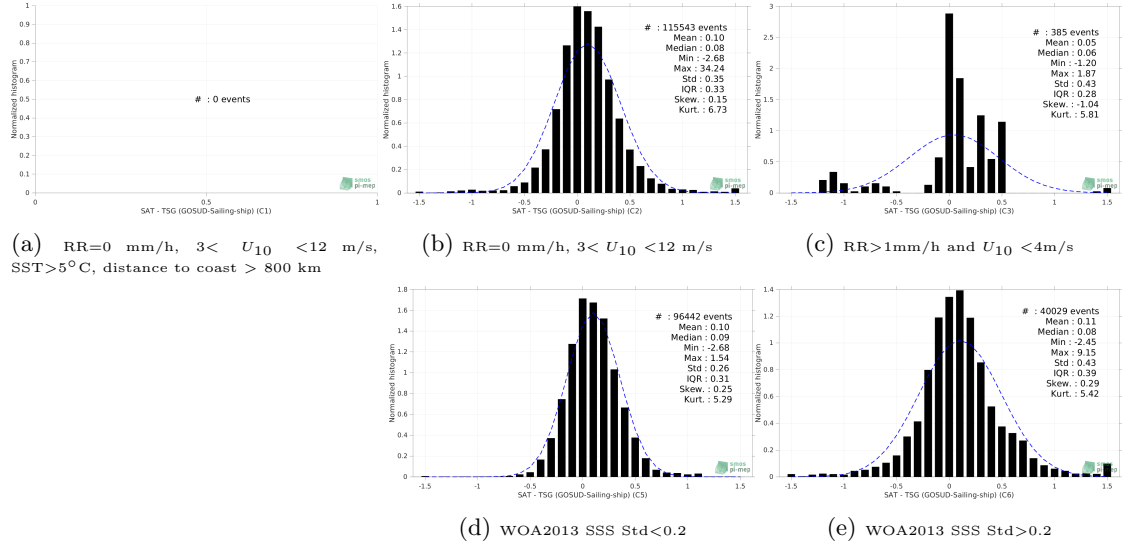 1
0.9
0.8
0.7
0.6
0.5
0.4
0.3
0.2
0.1
0
Normalized histogram
# : 0 events
smos
pi-mep
0 0.5 1
SAT - TSG (GOSUD-Sailing-ship) (C1)
(a) RR=0 mm/h, 3< U10 <12 m/s,
SST>5°C, distance to coast > 800 km
1.6
1.4
1.2
1
0.8
0.6
0.4
0.2
0
Normalized histogram
# : 115543 events
Mean : 0.10
Median : 0.08
Min : -2.68
Max : 34.24
Std : 0.35
IQR : 0.33
Skew. : 0.15
Kurt. : 6.73
smos
pi-mep
-1.5 -1 -0.5 0 0.5 1 1.5
SAT - TSG (GOSUD-Sailing-ship) (C2)
(b) RR=0 mm/h, 3< U10 <12 m/s
3
2.5
2
1.5
1
0.5
0
Normalized histogram
# : 385 events
Mean : 0.05
Median : 0.06
Min : -1.20
Max : 1.87
Std : 0.43
IQR : 0.28
Skew. : -1.04
Kurt. : 5.81
smos
pi-mep
-1.5 -1 -0.5 0 0.5 1 1.5
SAT - TSG (GOSUD-Sailing-ship) (C3)
(c) RR>1mm/h and U10 <4m/s
1.8
1.6
1.4
1.2
1
0.8
0.6
0.4
0.2
0
Normalized histogram
# : 96442 events
Mean : 0.10
Median : 0.09
Min : -2.68
Max : 1.54
Std : 0.26
IQR : 0.31
Skew. : 0.25
Kurt. : 5.29
smos
pi-mep
-1.5 -1 -0.5 0 0.5 1 1.5
SAT - TSG (GOSUD-Sailing-ship) (C5)
(d) WOA2013 SSS Std<0.2
1.4
1.2
1
0.8
0.6
0.4
0.2
0
Normalized histogram
# : 40029 events
Mean : 0.11
Median : 0.08
Min : -2.45
Max : 9.15
Std : 0.43
IQR : 0.39
Skew. : 0.29
Kurt. : 5.42
smos
pi-mep
-1.5 -1 -0.5 0 0.5 1 1.5
SAT - TSG (GOSUD-Sailing-ship) (C6)
(e) WOA2013 SSS Std>0.2